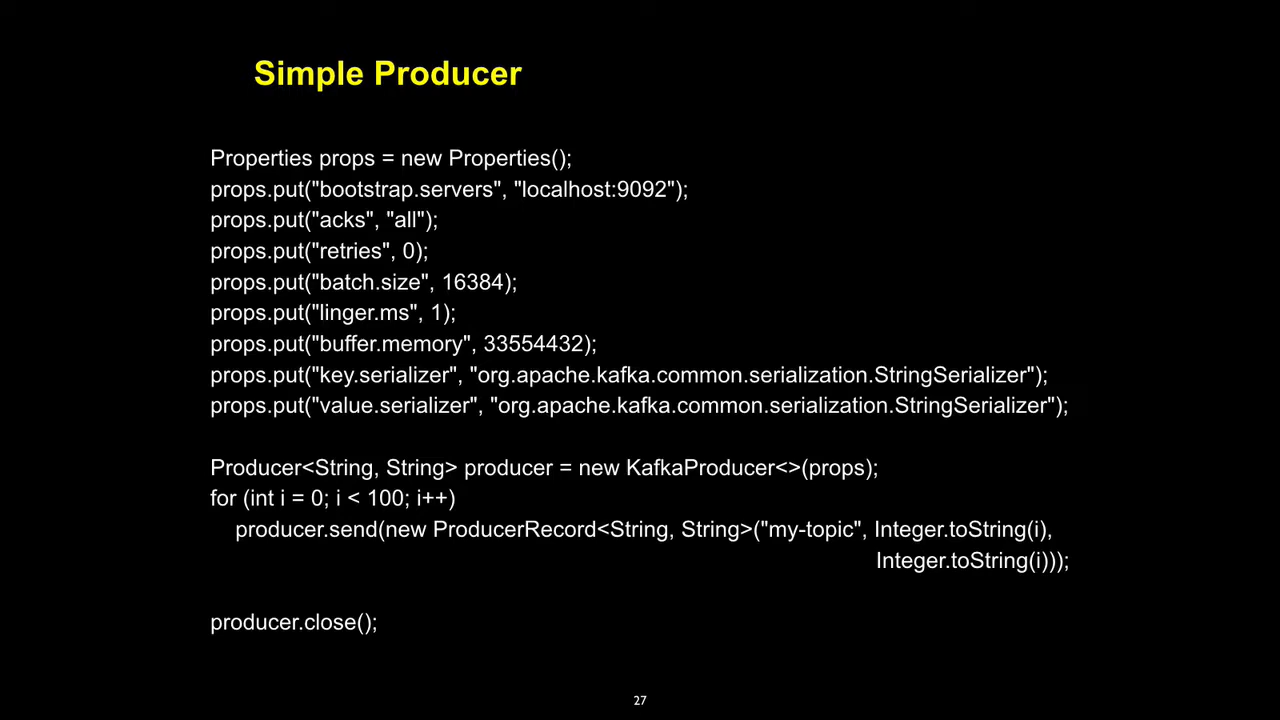 Simple Producer
Properties props = new Properties();
props.put("bootstrap.servers", "localhost:9092");
props.put("acks", "all");
props.put("retries", 0);
props.put("batch.size", 16384);
props.put("linger.ms", 1);
props.put("buffer.memory", 33554432);
props.put("key.serializer", "org.apache.kafka.common.serialization.StringSerializer");
props.put("value.serializer", "org.apache.kafka.common.serialization.StringSerializer");
Producer<String, String> producer = new KafkaProducer<>(props);
for (int i = 0; i < 100; i++)
producer.send(new ProducerRecord<String, String>("my-topic", Integer.toString(i),
Integer.toString(i)));
producer.close();
27